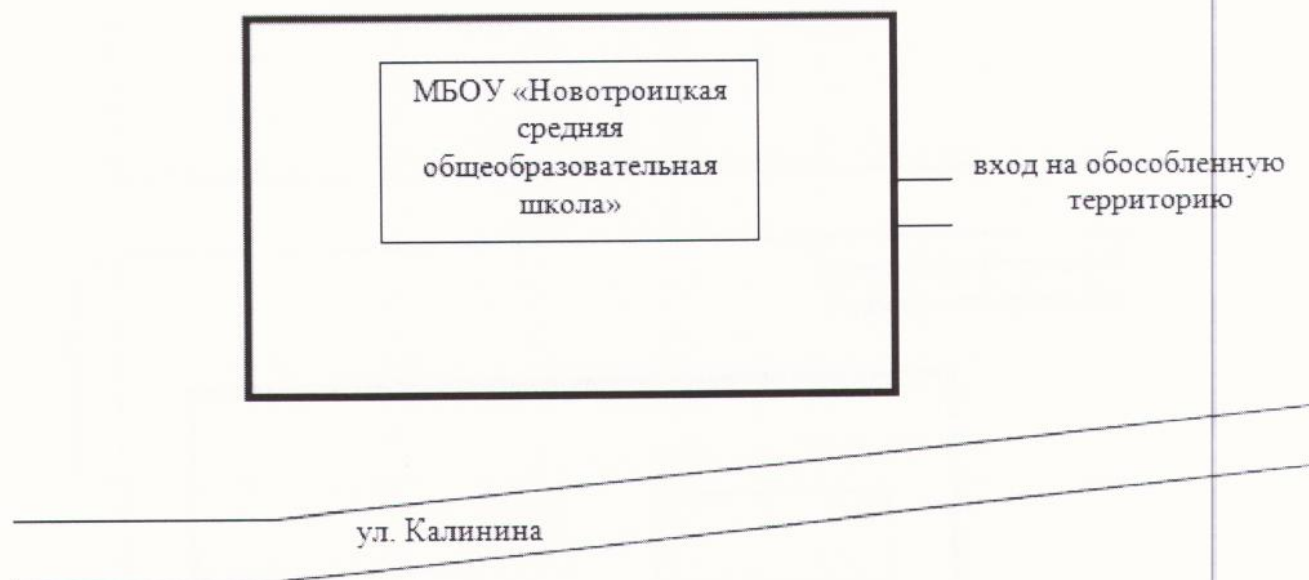 МБОУ «Новотроицкая
средняя
общеобразовательная
школа»
вход на обособленную
территорию
ул. Калинина